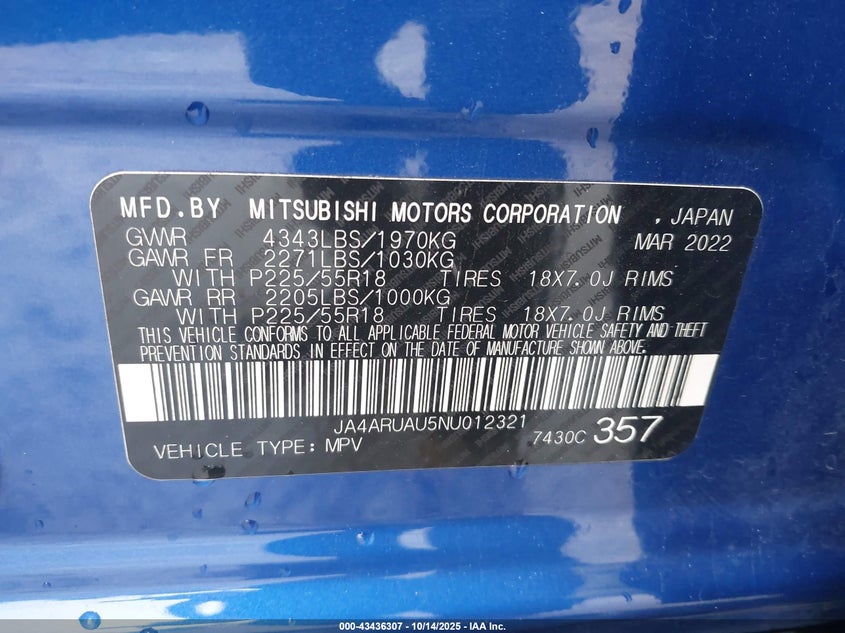 MFD.BY MITSUBISHI MOTORS CORPORATION , JAPAN
GVWR 4343LBS/1970KG MAR 2022
GAWR FR 2271LBS/1030KG
WITH P225/55R18 TIRES 18X7.0J RIMS
GAWR RR 2205LBS/1000KG
WITH P225/55R18 TIRES 18X7.0J RIMS
THIS VEHICLE CONFORMS TO ALL APPLICABLE FEDERAL MOTOR VEHICLE SAFETY AND THEFT
PREVENTION STANDARDS IN EFFECT ON THE DATE OF MANUFACTURE SHOWN ABOVE.
JA4ARUAU5NU012321
VEHICLE TYPE: MPV 7430C 357
000-43436307 - 10/14/2025 - IAA Inc.